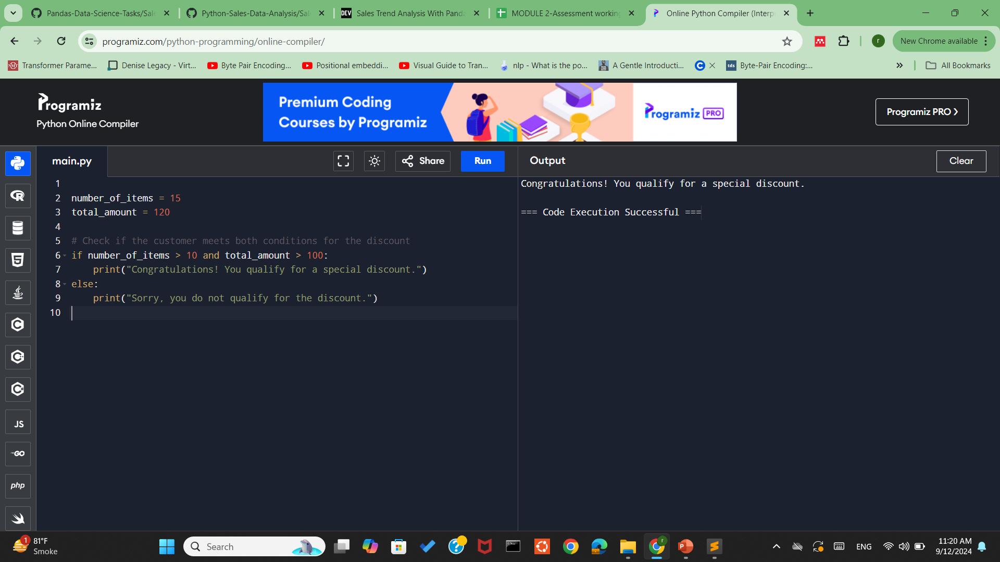 Pandas-Data-Science-Tasks/Sale
Python-Sales-Data-Analysis/Sal
DEV Sales Trend Analysis With Panda
MODULE 2-Assessment working
Online Python Compiler (Interp
programiz.com/python-programming/online-compiler/
r
New Chrome available
NMT Transformer Parame...
Denise Legacy - Virt...
Byte Pair Encoding...
Positional embeddi...
Visual Guide to Tran...
nlp - What is the po...
A Gentle Introducti...
tds Byte-Pair Encoding:...
All Bookmarks
Programiz
Python Online Compiler
Premium Coding
Courses by Programiz
Programiz PRO
Programiz PRO >
main.py
Share
Run
Output
Clear
1
2 number_of_items = 15
3 total_amount = 120
4
5 # Check if the customer meets both conditions for the discount
6 if number_of_items > 10 and total_amount > 100:
7 print("Congratulations! You qualify for a special discount.")
8 else:
9 print("Sorry, you do not qualify for the discount.")
10
Congratulations! You qualify for a special discount.
=== Code Execution Successful ===
R
5
C
C
C
JS
GO
php
1
81°F
Smoke
Search
r
P
ENG
11:20 AM
9/12/2024